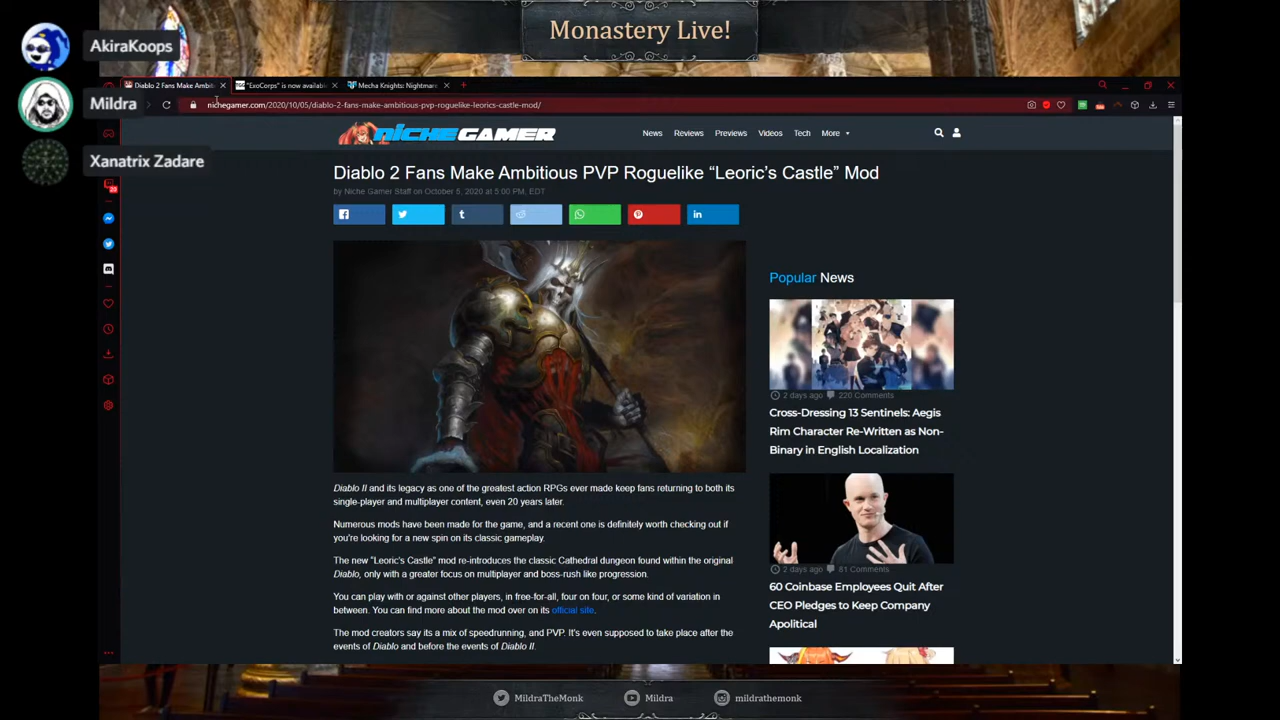 Monastery Live!
AkiraKoops
Mildra
Xanatrix Zadare
Diablo 2 Fans Make Ambiti
"ExoCorps" is now availabl
Mecha Knights: Nightmar
nichegamer.com/2020/10/05/diablo-2-fans-make-ambitious-pvp-roguelike-leorics-castle-mod/
NICHEGAMER
News
Reviews
Previews
Videos
Tech
More
Diablo 2 Fans Make Ambitious PVP Roguelike “Leoric’s Castle” Mod
by Niche Gamer Staff on October 5, 2020 at 5:00 PM, EDT
Popular News
2 days ago 220 Comments
Cross-Dressing 13 Sentinels: Aegis
Rim Character Re-Written as Non-
Binary in English Localization
Diablo II and its legacy as one of the greatest action RPGs ever made keep fans returning to both its
single-player and multiplayer content, even 20 years later.
Numerous mods have been made for the game, and a recent one is definitely worth checking out if
you’re looking for a new spin on its classic gameplay.
The new “Leoric’s Castle” mod re-introduces the classic Cathedral dungeon found within the original
Diablo, only with a greater focus on multiplayer and boss-rush like progression.
You can play with or against other players, in free-for-all, four on four, or some kind of variation in
between. You can find more about the mod over on its official site.
The mod creators say its a mix of speedrunning, and PVP. It’s even supposed to take place after the
events of Diablo and before the events of Diablo II.
2 days ago 81 Comments
60 Coinbase Employees Quit After
CEO Pledges to Keep Company
Apolitical
MildraTheMonk
Mildra
mildrathemonk